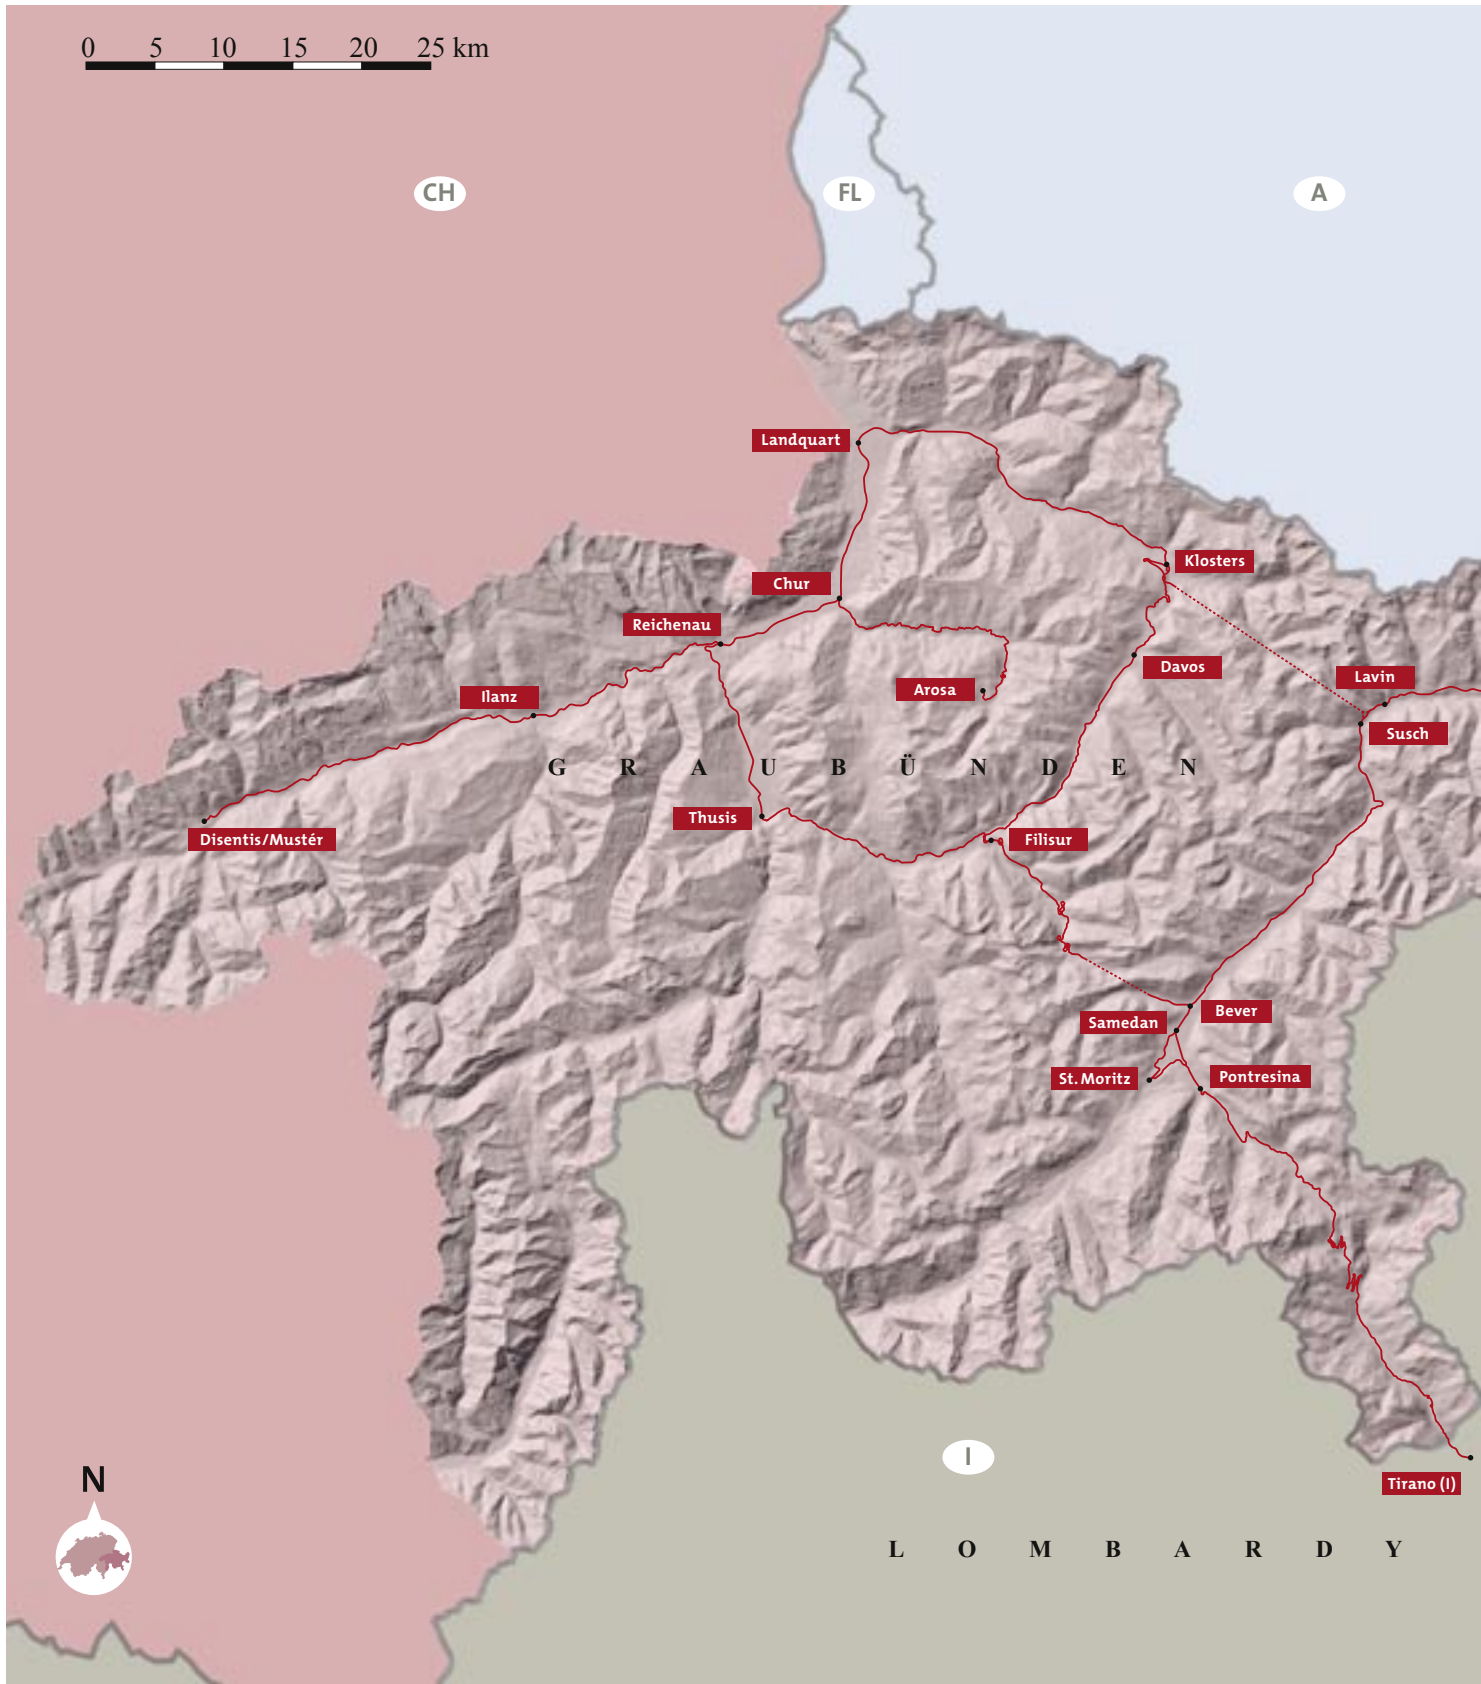 0 5 10 15 20 25 km
CH
FL
A
Landquart
Klosters
Chur
Reichenau
Davos
Lavin
Arosa
Ilanz
Susch
G R A U B Ü N D E N
Thusis
Disentis/Mustér
Filisur
Bever
Samedan
St. Moritz
Pontresina
I
N
Tirano (I)
L O M B A R D Y